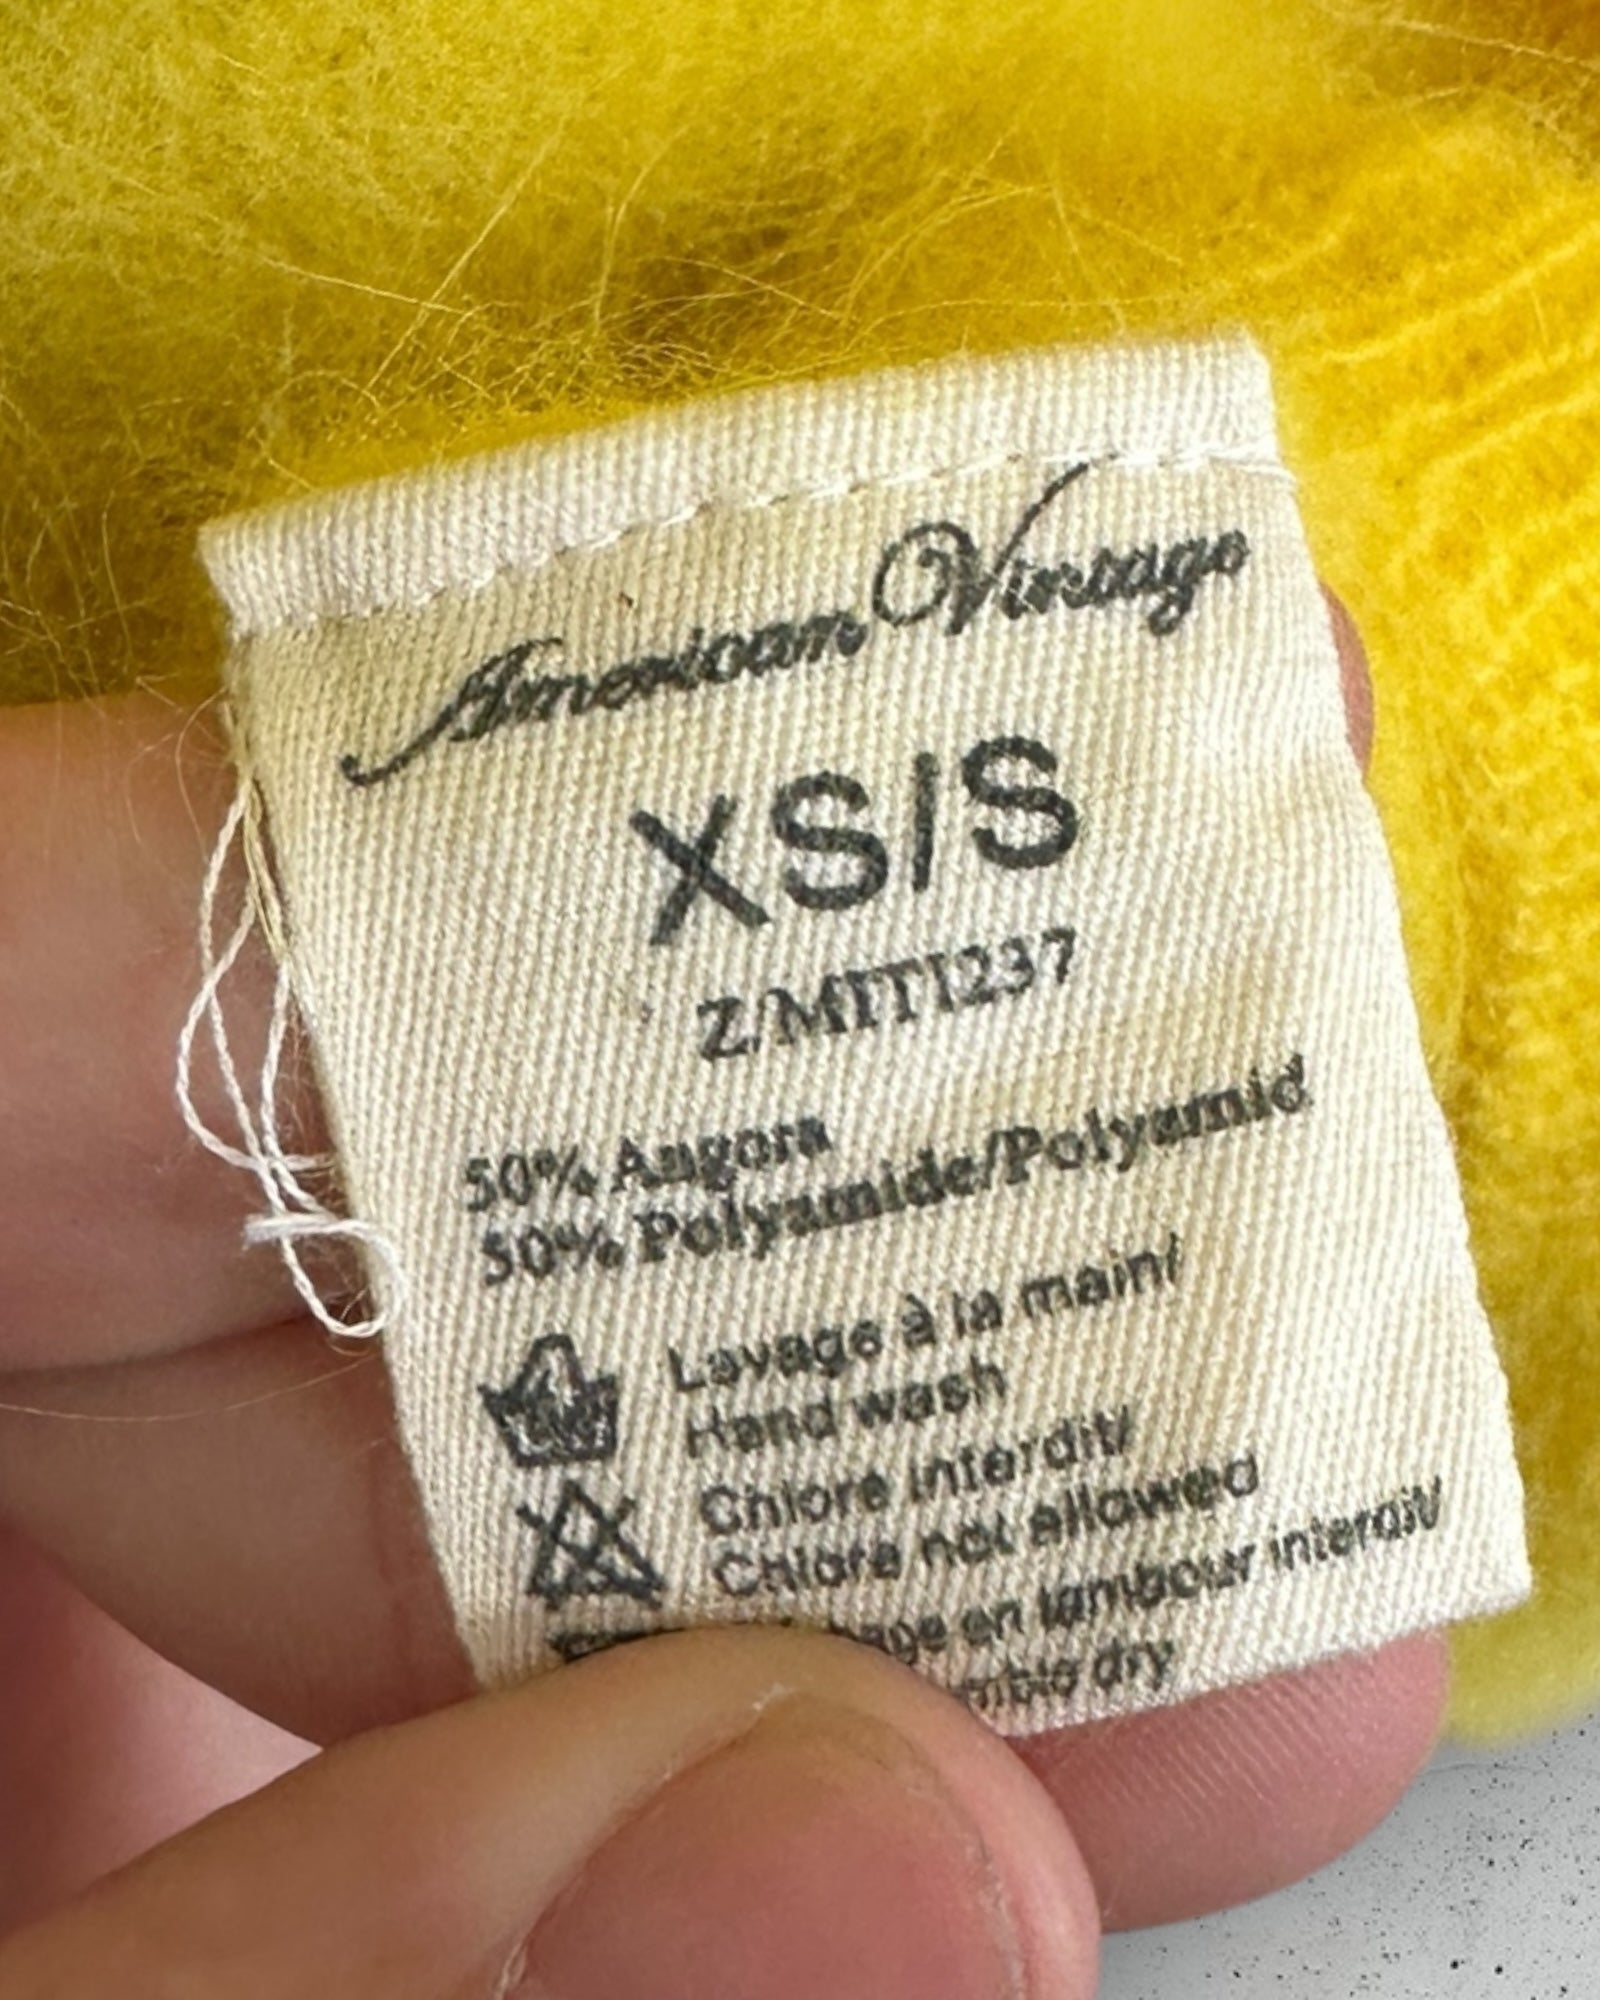 American Vintage
XS/S
Z/MITI237
50% Angora
50% Polyamide/Polyamid
Lavage à la main/
Hand wash
Chlore interdit/
Chlore not allowed
en tambour interdit/
dry